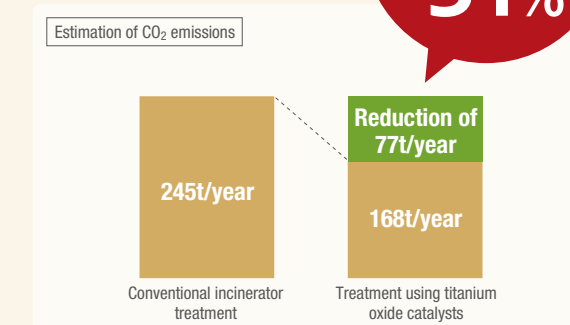 31%
Estimation of CO₂ emissions
Reduction of
77t/year
245t/year
168t/year
Conventional incinerator
treatment
Treatment using titanium
oxide catalysts